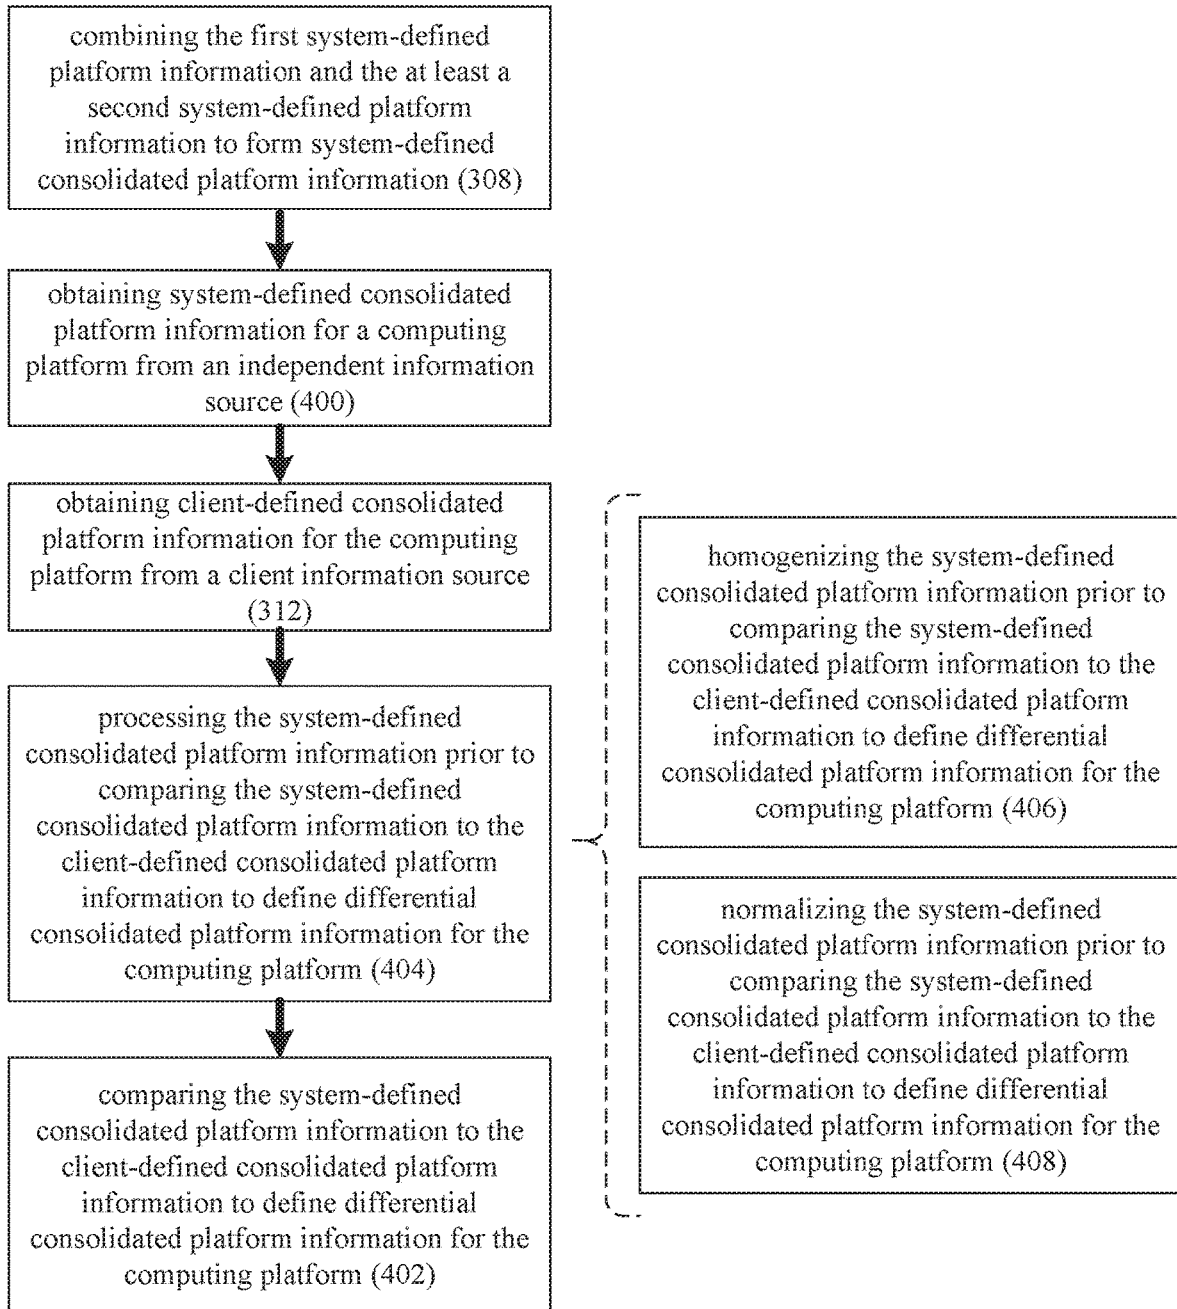 combining the first system-defined
platform information and the at least a
second system-defined platform
information to form system-defined
consolidated platform information (308)
obtaining system-defined consolidated
platform information for a computing
platform from an independent information
source (400)
obtaining client-defined consolidated
platform information for the computing
platform from a client information source
(312)
processing the system-defined
consolidated platform information prior to
comparing the system-defined
consolidated platform information to the
client-defined consolidated platform
information to define differential
consolidated platform information for the
computing platform (404)
comparing the system-defined
consolidated platform information to the
client-defined consolidated platform
information to define differential
consolidated platform information for the
computing platform (402)
homogenizing the system-defined
consolidated platform information prior to
comparing the system-defined
consolidated platform information to the
client-defined consolidated platform
information to define differential
consolidated platform information for the
computing platform (406)
normalizing the system-defined
consolidated platform information prior to
comparing the system-defined
consolidated platform information to the
client-defined consolidated platform
information to define differential
consolidated platform information for the
computing platform (408)